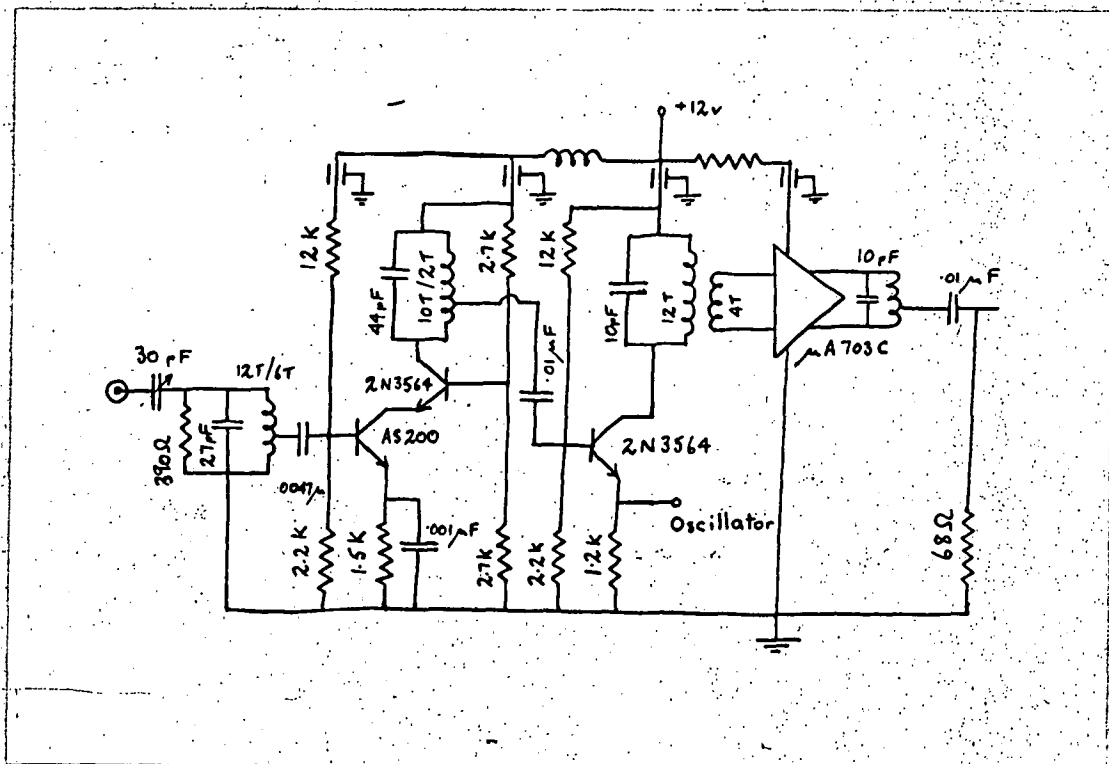 +12v
12k
44pF
10T/2T
2.7k
12k
10pF
12T
4T
10pF
.01μF
μA703C
30pF
12T/6T
390Ω
27pF
.0047μ
2N3564
AS200
.01μF
2N3564
Oscillator
2.2k
1.5K
.001μF
2.7k
2.2k
1.2k
68Ω